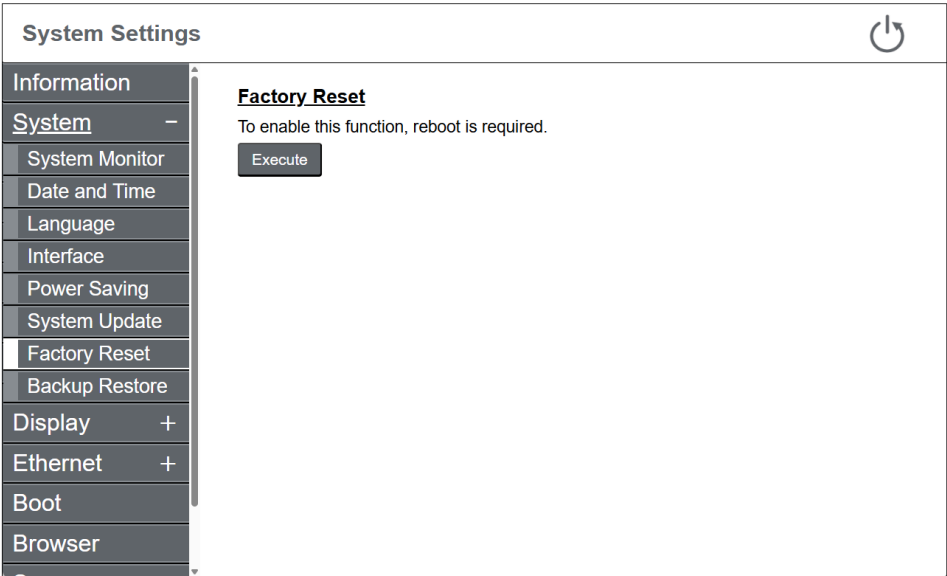 System Settings
Information
System −
System Monitor
Date and Time
Language
Interface
Power Saving
System Update
Factory Reset
Backup Restore
Display +
Ethernet +
Boot
Browser
Factory Reset
To enable this function, reboot is required.
Execute